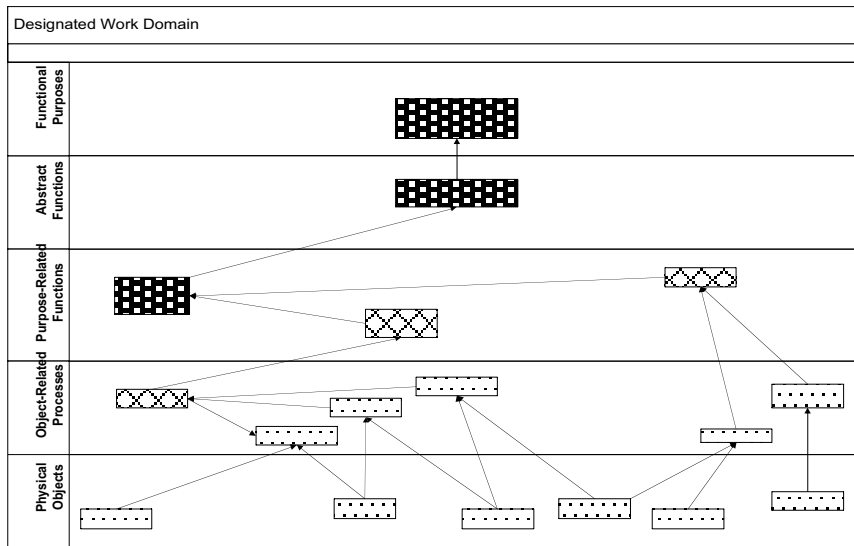 Designated Work Domain
Functional
Purposes
Abstract
Functions
Purpose-Related
Functions
Object-Related
Processes
Physical
Objects